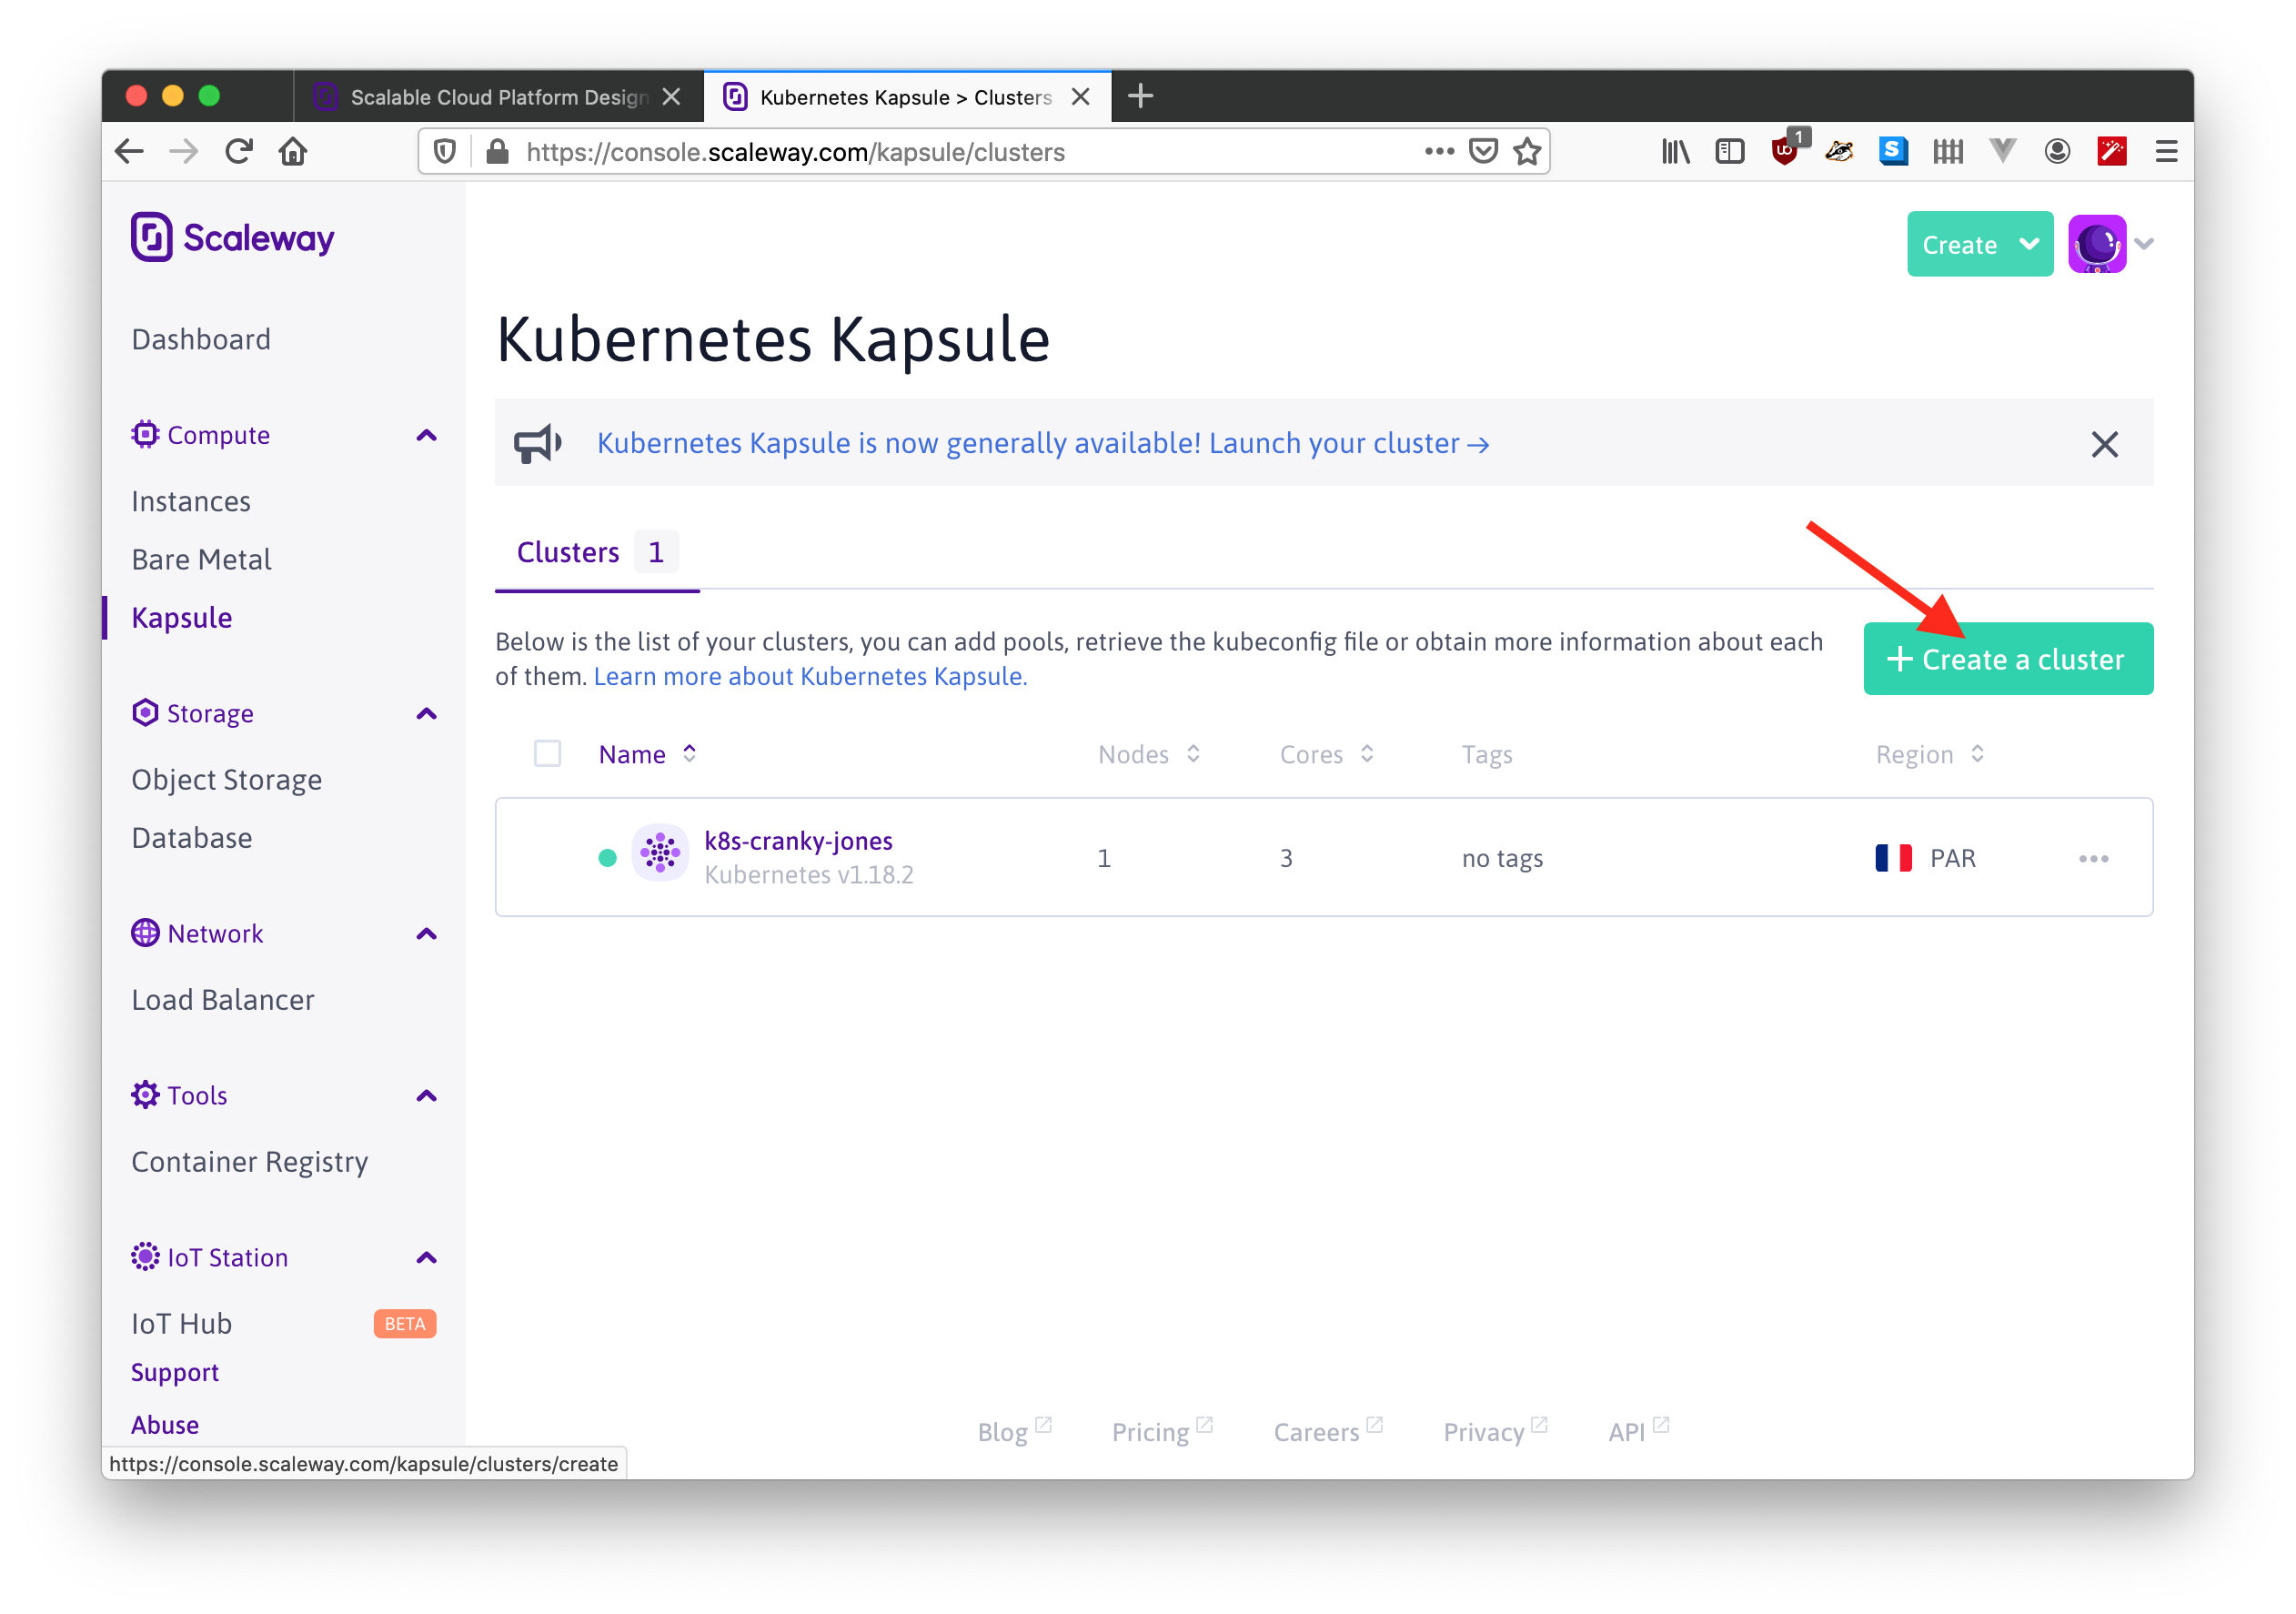 Scalable Cloud Platform Design
Kubernetes Kapsule > Clusters
https://console.scaleway.com/kapsule/clusters
1
Scaleway
Create
Dashboard
Kubernetes Kapsule
Compute
Kubernetes Kapsule is now generally available! Launch your cluster →
Instances
Bare Metal
Clusters 1
Kapsule
Below is the list of your clusters, you can add pools, retrieve the kubeconfig file or obtain more information about each
of them. Learn more about Kubernetes Kapsule.
+ Create a cluster
Storage
Name Nodes Cores Tags Region
Object Storage
Database
k8s-cranky-jones
Kubernetes v1.18.2
1 3 no tags PAR
Network
Load Balancer
Tools
Container Registry
IoT Station
IoT Hub BETA
Support
Abuse
Blog Pricing Careers Privacy API
https://console.scaleway.com/kapsule/clusters/create